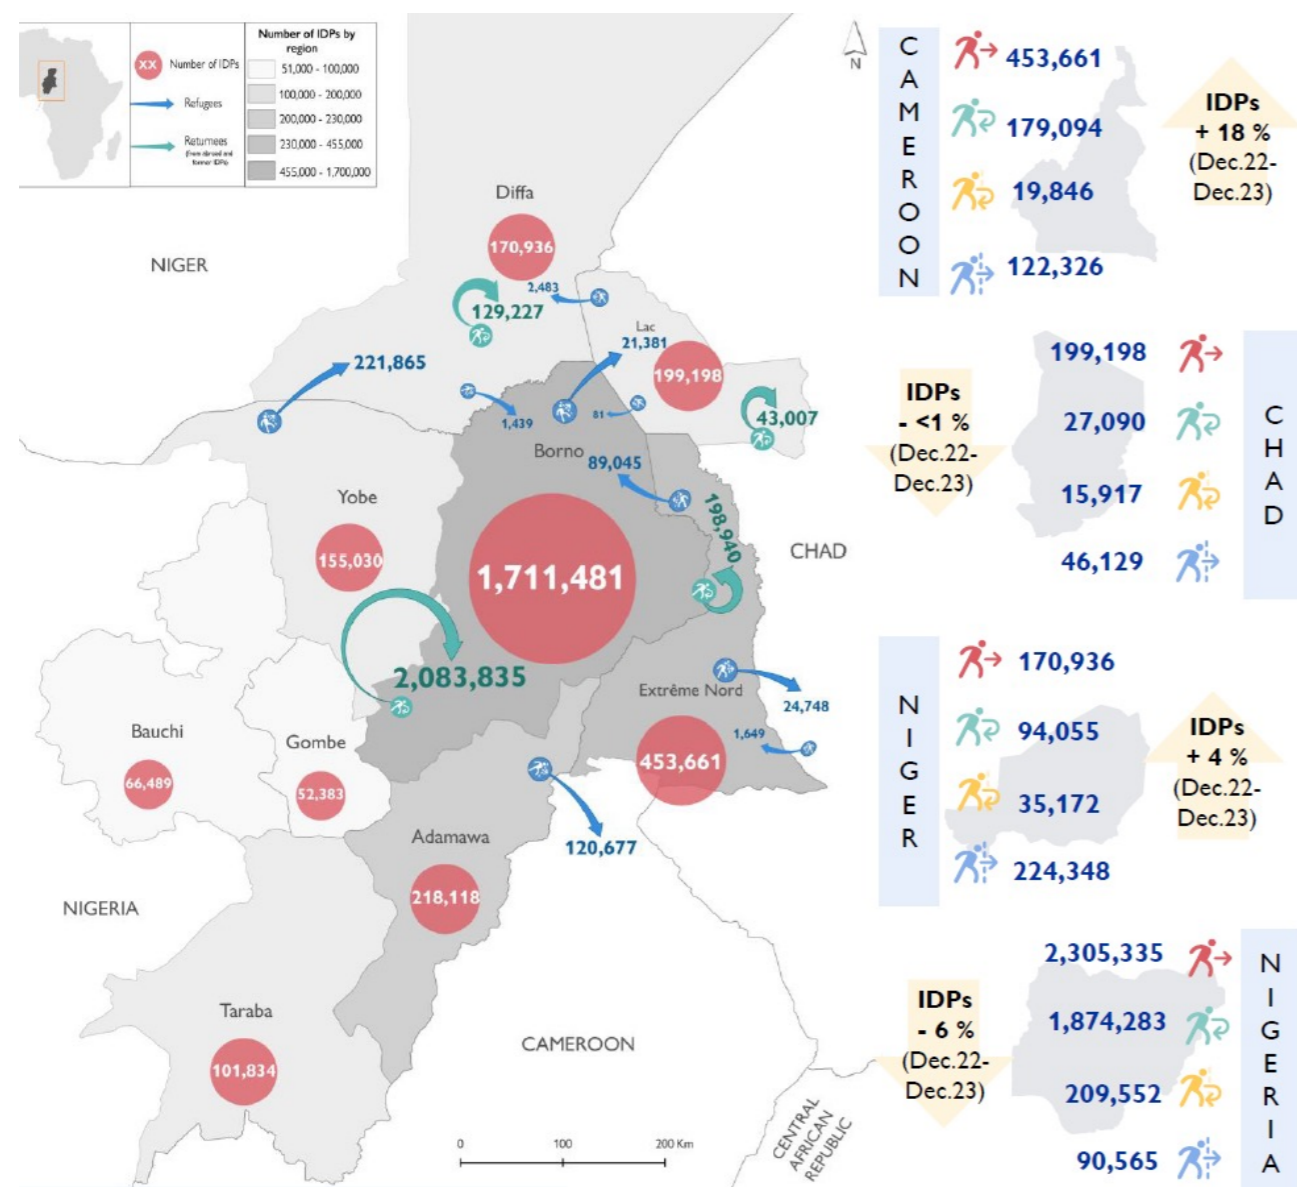 XX
Number of IDPs
Refugees
Returnees
(from abroad and
former IDPs)
Number of IDPs by
region
51,000 - 100,000
100,000 - 200,000
200,000 - 230,000
230,000 - 455,000
455,000 - 1,700,000
N
Diffa
170,936
NIGER
2,483
129,227
Lac
21,381
221,865
199,198
1,439
81
43,007
Borno
89,045
Yobe
198,940
155,030
CHAD
1,711,481
2,083,835
Extrême Nord
24,748
Bauchi
Gombe
1,649
66,489
52,383
453,661
Adamawa
120,677
218,118
NIGERIA
Taraba
101,834
CAMEROON
CENTRAL
AFRICAN
REPUBLIC
0 100 200 Km
CAMEROON
453,661
179,094
19,846
122,326
IDPs
+ 18 %
(Dec.22-
Dec.23)
IDPs
- <1 %
(Dec.22-
Dec.23)
199,198
27,090
15,917
46,129
CHAD
NIGER
170,936
94,055
35,172
224,348
IDPs
+ 4 %
(Dec.22-
Dec.23)
IDPs
- 6 %
(Dec.22-
Dec.23)
2,305,335
1,874,283
209,552
90,565
NIGERIA